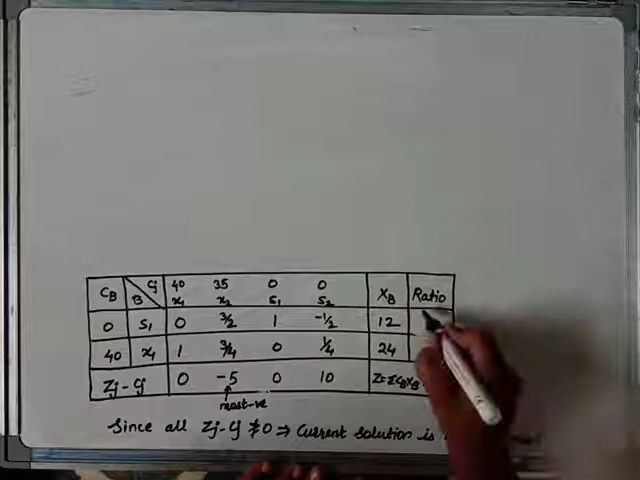 CB B Cj 40 35 0 0 XB Ratio
x1 x2 S1 S2
0 S1 0 3/2 1 -1/2 12
40 x1 1 3/4 0 1/4 24
Zj-Cj 0 -5 0 10 Z=ΣCBXB
most-ve
Since all Zj-Cj ≱0 ⇒ Current solution is